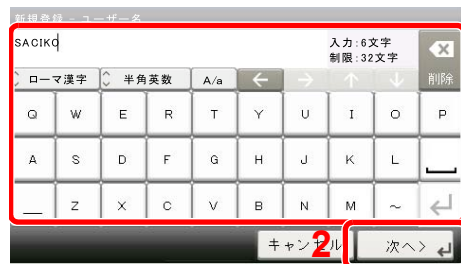 新規登録 - ユーザー名
SACIKO
入力:6文字
制限:32文字
ローマ漢字 半角英数 A/a ← → ↑ ↓ 削除
Q W E R T Y U I O P
A S D F G H J K L
Z X C V B N M ~
キャンセル 2 次へ>